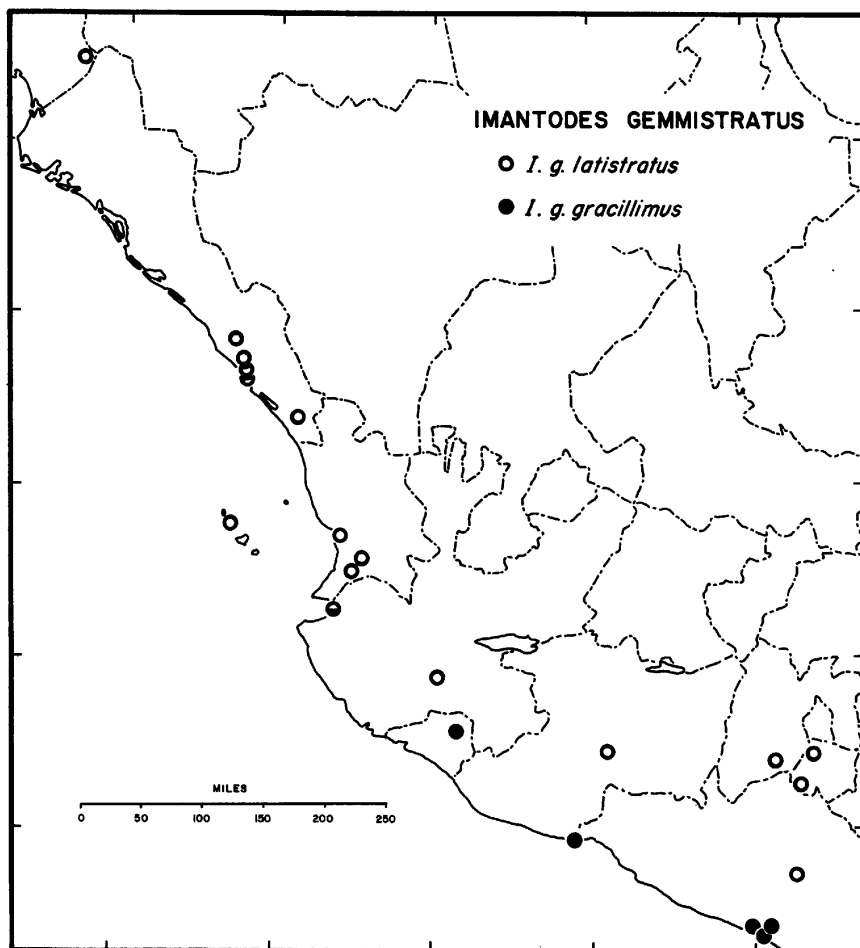 IMANTODES GEMMISTRATUS
I. g. latistratus
I. g. gracillimus
MILES
0 50 100 150 200 250